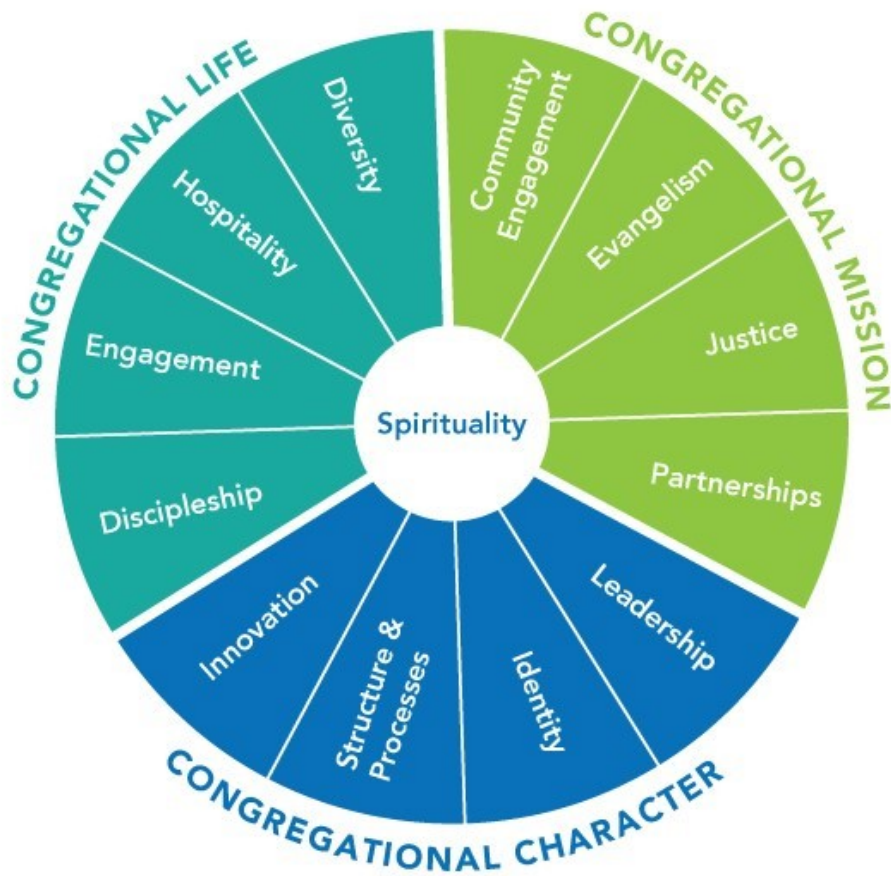 CONGREGATIONAL LIFE
Diversity
Hospitality
Engagement
Discipleship
CONGREGATIONAL MISSION
Community
Engagement
Evangelism
Justice
Partnerships
Spirituality
Leadership
Identity
Structure &
Processes
Innovation
CONGREGATIONAL CHARACTER